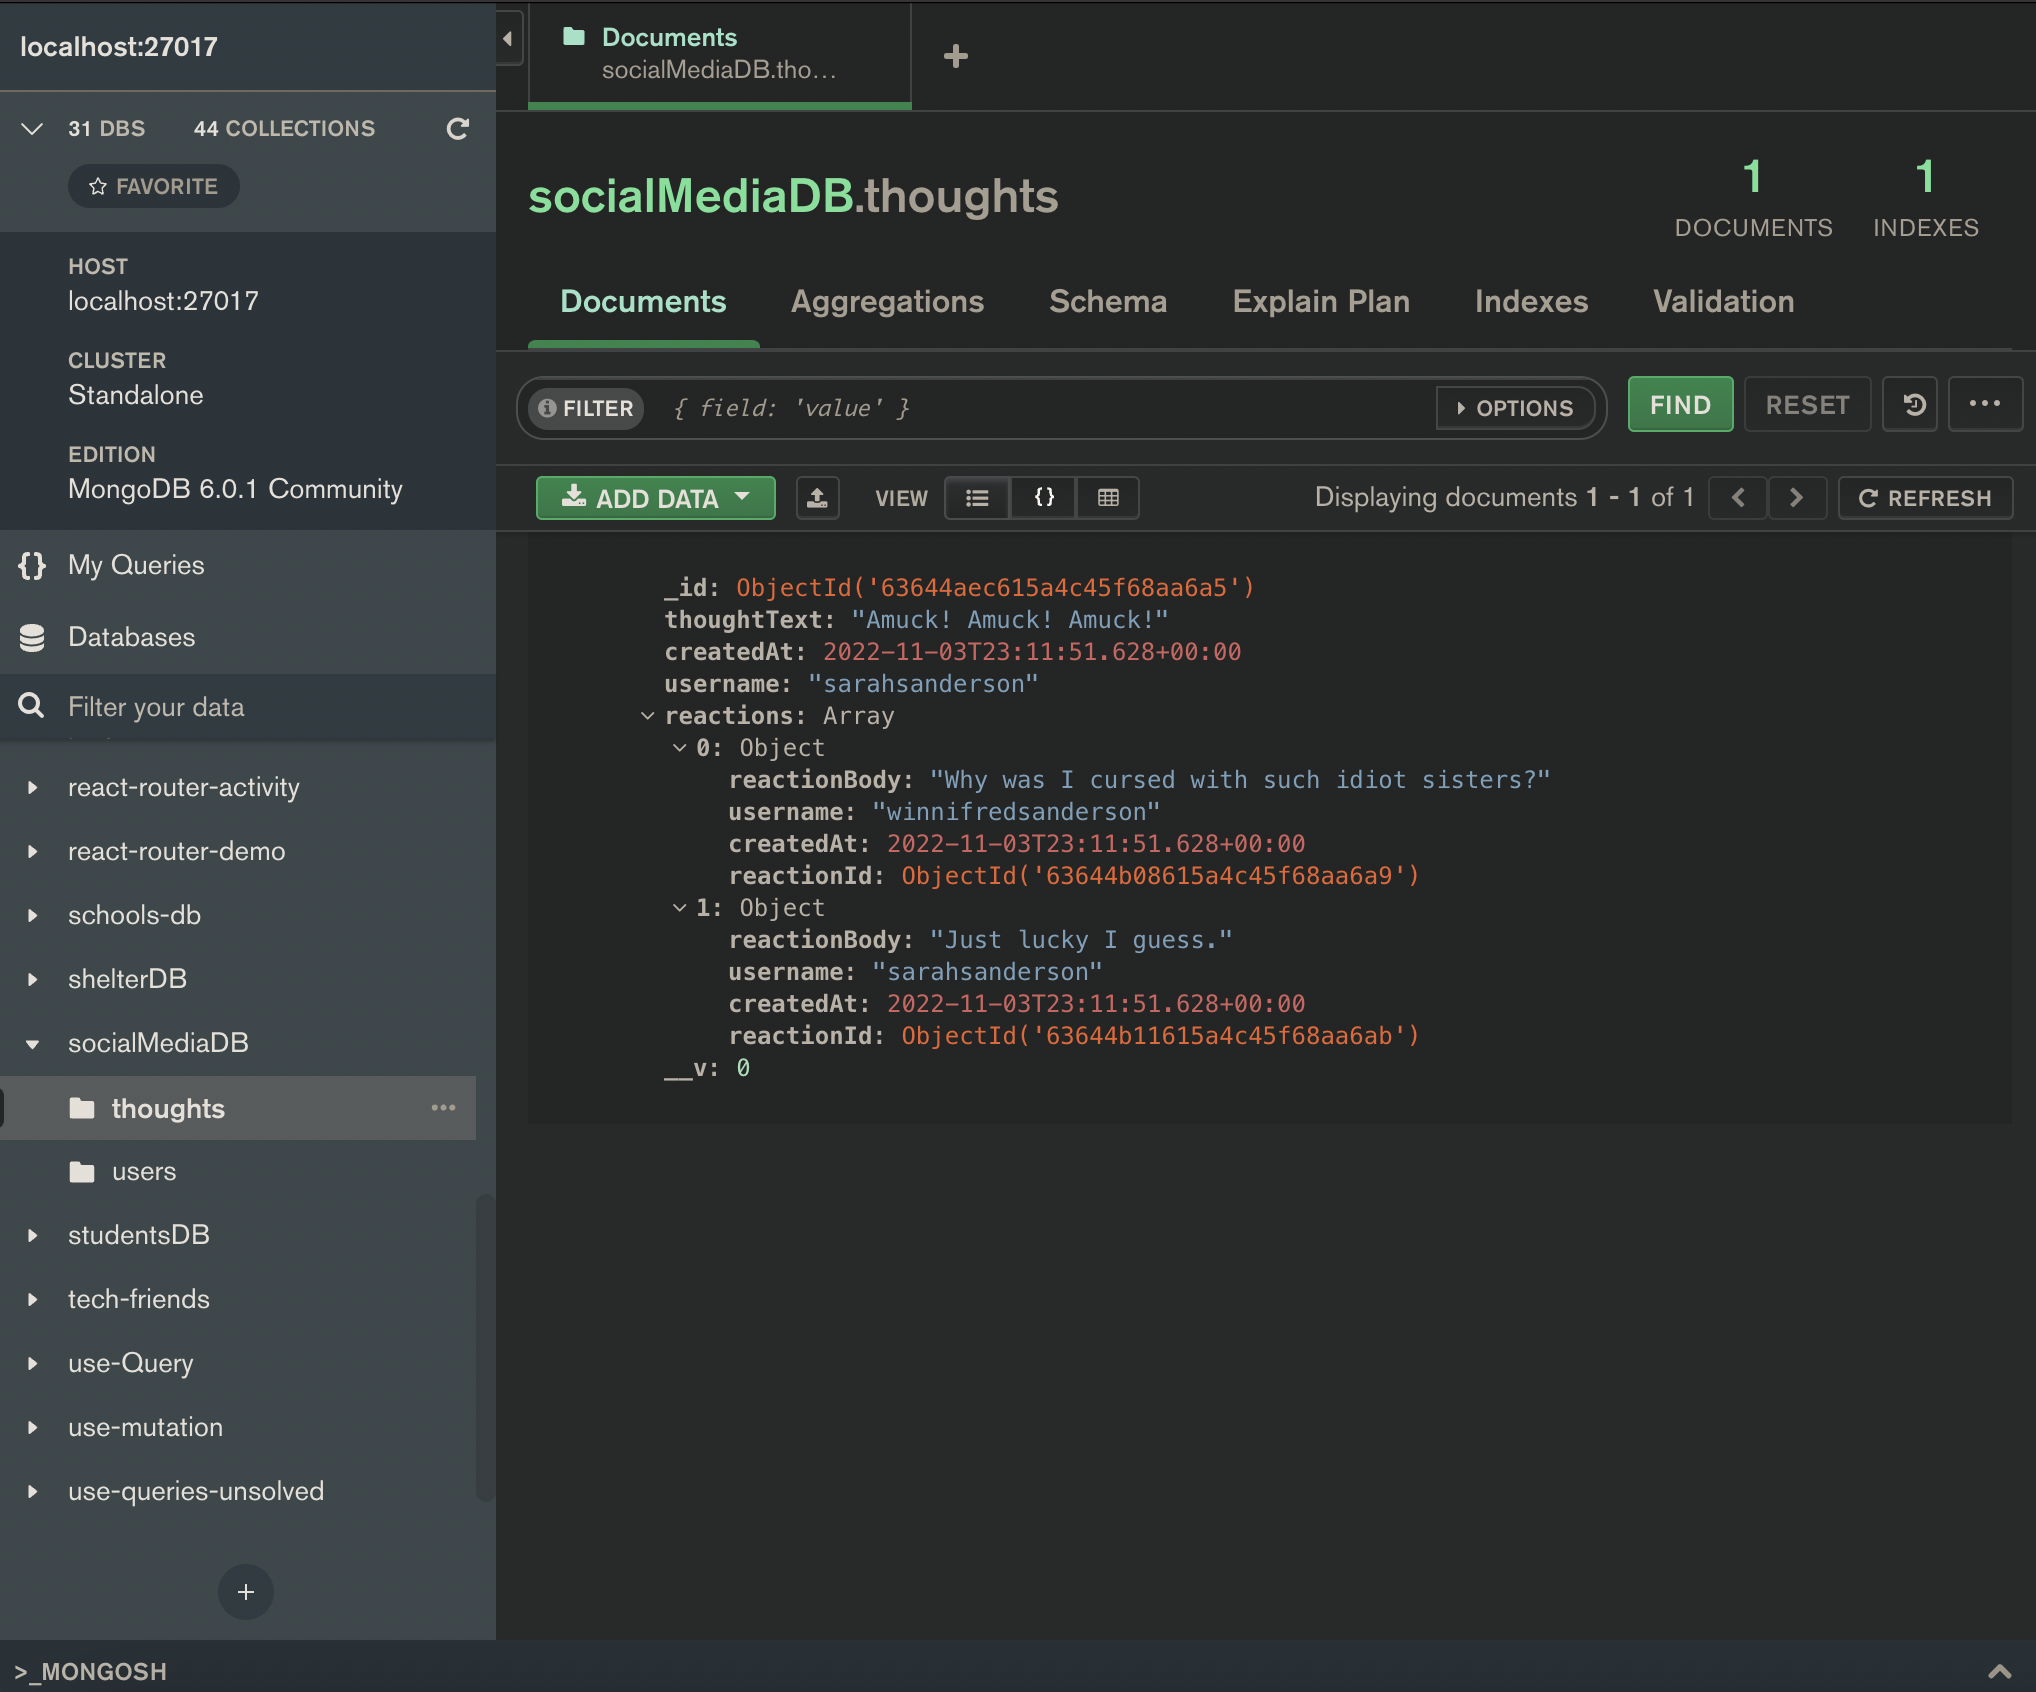 localhost:27017
31 DBS 44 COLLECTIONS
FAVORITE
HOST
localhost:27017
CLUSTER
Standalone
EDITION
MongoDB 6.0.1 Community
{} My Queries
Databases
Filter your data
react-router-activity
react-router-demo
schools-db
shelterDB
socialMediaDB
thoughts •••
users
studentsDB
tech-friends
use-Query
use-mutation
use-queries-unsolved
+
Documents
socialMediaDB.tho...
+
socialMediaDB.thoughts
1
DOCUMENTS
1
INDEXES
Documents Aggregations Schema Explain Plan Indexes Validation
FILTER { field: 'value' } OPTIONS FIND RESET •••
ADD DATA VIEW {} Displaying documents 1 - 1 of 1 REFRESH
_id: ObjectId('63644aec615a4c45f68aa6a5')
thoughtText: "Amuck! Amuck! Amuck!"
createdAt: 2022-11-03T23:11:51.628+00:00
username: "sarahsanderson"
reactions: Array
0: Object
reactionBody: "Why was I cursed with such idiot sisters?"
username: "winnifredsanderson"
createdAt: 2022-11-03T23:11:51.628+00:00
reactionId: ObjectId('63644b08615a4c45f68aa6a9')
1: Object
reactionBody: "Just lucky I guess."
username: "sarahsanderson"
createdAt: 2022-11-03T23:11:51.628+00:00
reactionId: ObjectId('63644b11615a4c45f68aa6ab')
__v: 0
>_MONGOSH